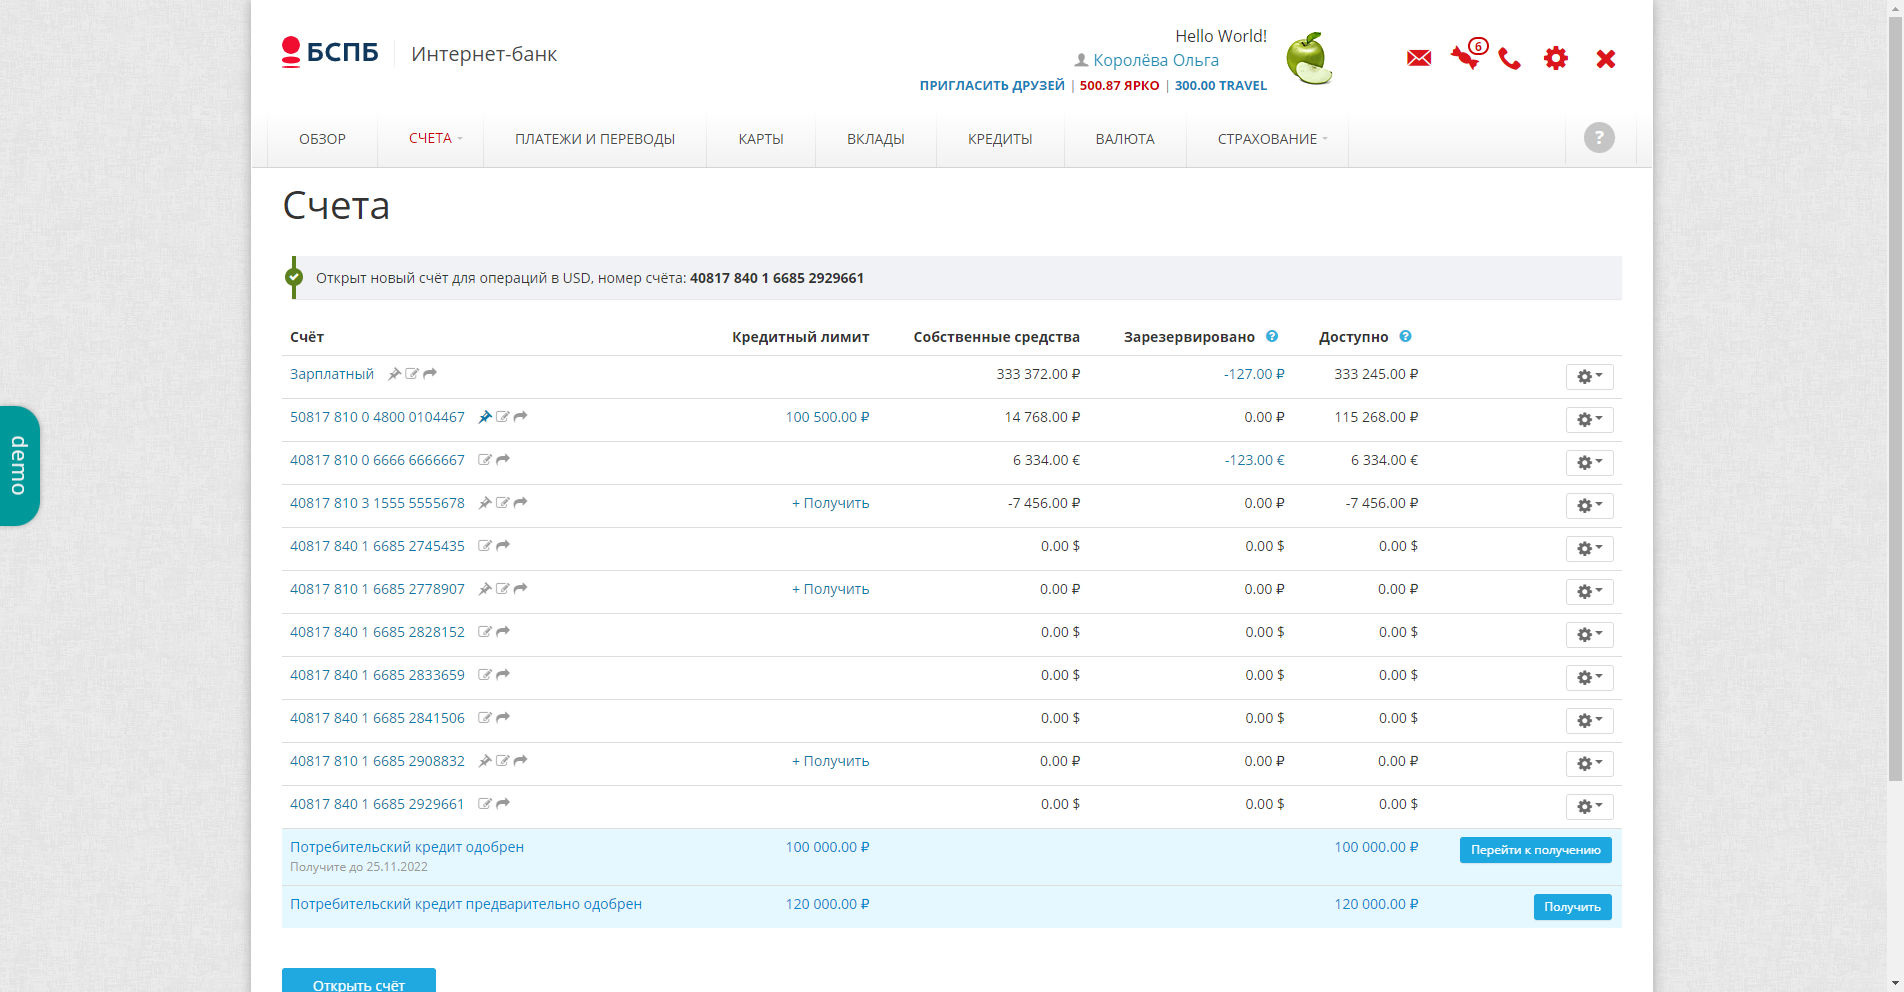 БСПБ Интернет-банк
Hello World!
Королёва Ольга
ПРИГЛАСИТЬ ДРУЗЕЙ | 500.87 ЯРКО | 300.00 TRAVEL
6
ОБЗОР СЧЕТА ПЛАТЕЖИ И ПЕРЕВОДЫ КАРТЫ ВКЛАДЫ КРЕДИТЫ ВАЛЮТА СТРАХОВАНИЕ ?
Счета
Открыт новый счёт для операций в USD, номер счёта: 40817 840 1 6685 2929661
Счёт Кредитный лимит Собственные средства Зарезервировано ? Доступно ?
Зарплатный 333 372.00 ₽ -127.00 ₽ 333 245.00 ₽
50817 810 0 4800 0104467 100 500.00 ₽ 14 768.00 ₽ 0.00 ₽ 115 268.00 ₽
40817 810 0 6666 6666667 6 334.00 € -123.00 € 6 334.00 €
40817 810 3 1555 5555678 + Получить -7 456.00 ₽ 0.00 ₽ -7 456.00 ₽
40817 840 1 6685 2745435 0.00 $ 0.00 $ 0.00 $
40817 810 1 6685 2778907 + Получить 0.00 ₽ 0.00 ₽ 0.00 ₽
40817 840 1 6685 2828152 0.00 $ 0.00 $ 0.00 $
40817 840 1 6685 2833659 0.00 $ 0.00 $ 0.00 $
40817 840 1 6685 2841506 0.00 $ 0.00 $ 0.00 $
40817 810 1 6685 2908832 + Получить 0.00 ₽ 0.00 ₽ 0.00 ₽
40817 840 1 6685 2929661 0.00 $ 0.00 $ 0.00 $
Потребительский кредит одобрен 100 000.00 ₽ 100 000.00 ₽ Перейти к получению
Получите до 25.11.2022
Потребительский кредит предварительно одобрен 120 000.00 ₽ 120 000.00 ₽ Получить
Открыть счёт
demo